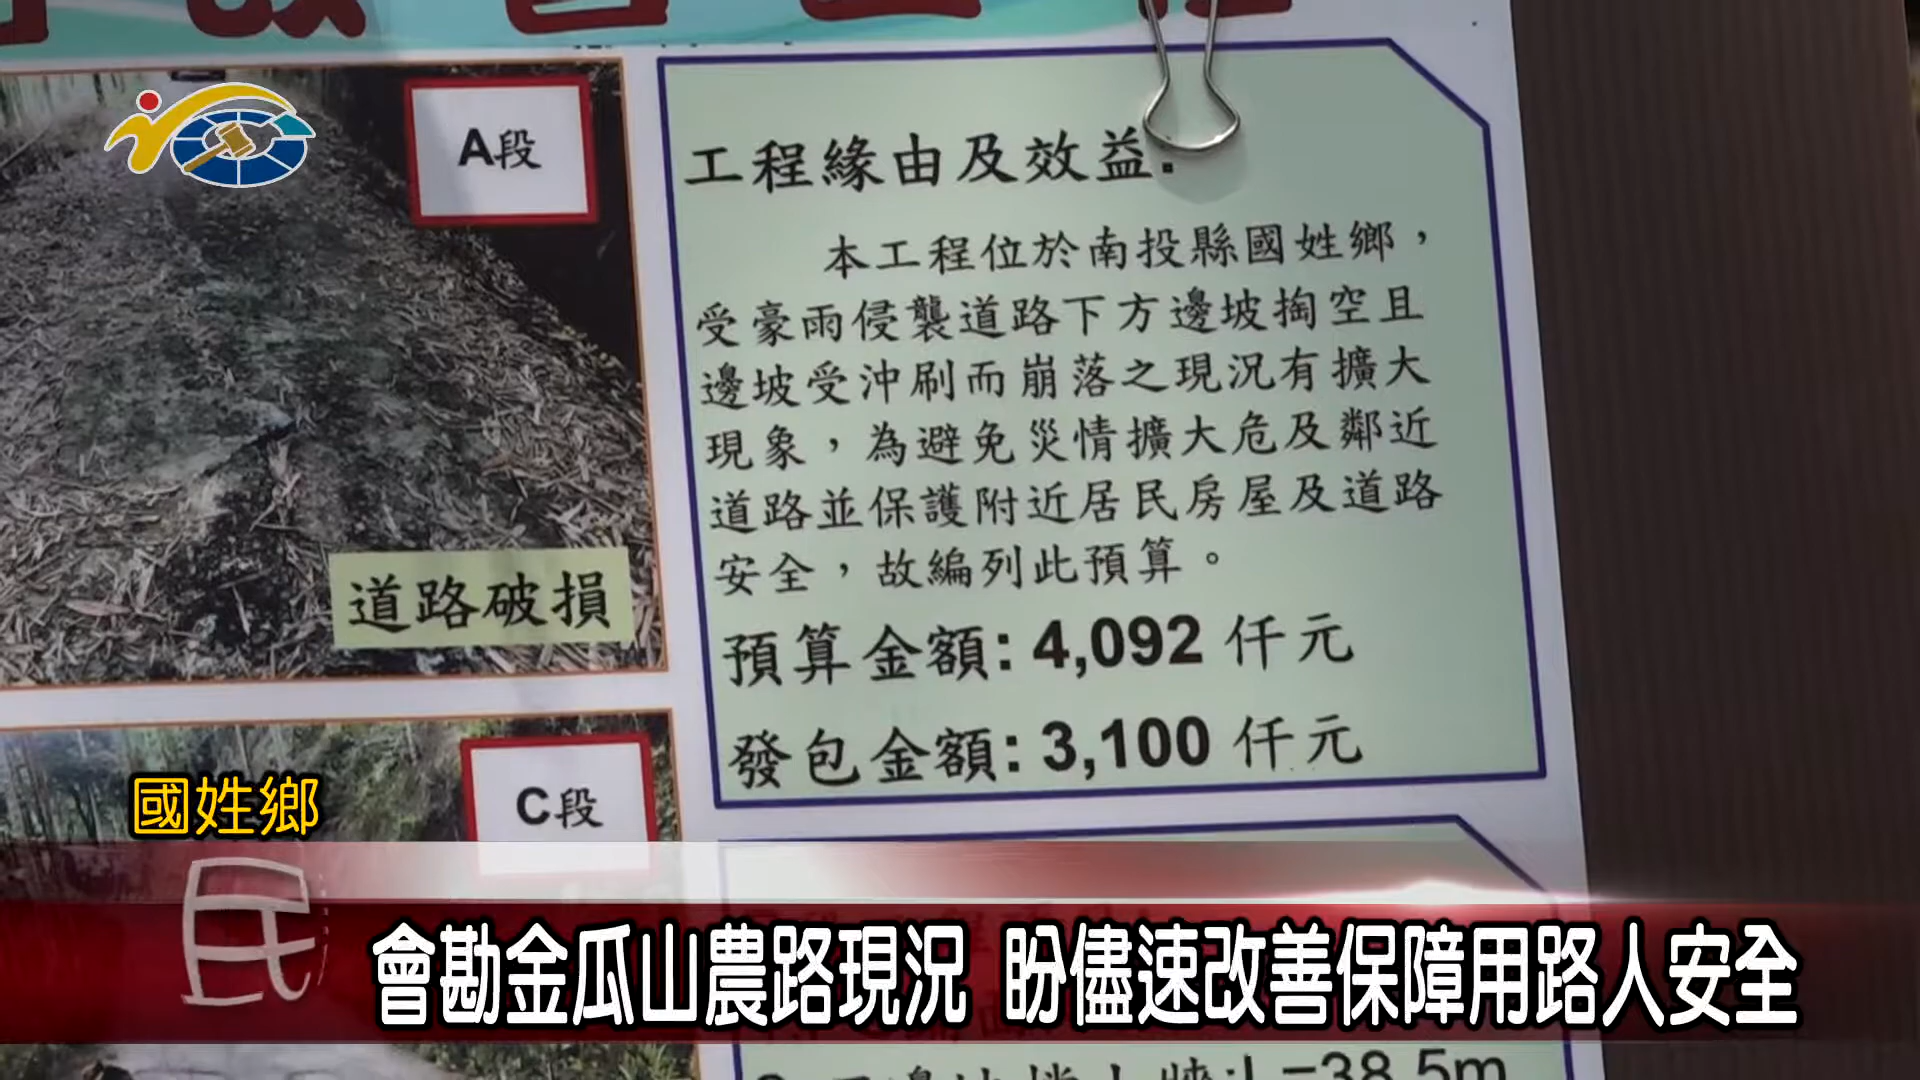 A段
工程緣由及效益:
本工程位於南投縣國姓鄉，
受豪雨侵襲道路下方邊坡掏空且
邊坡受沖刷而崩落之現況有擴大
現象，為避免災情擴大危及鄰近
道路並保護附近居民房屋及道路
安全，故編列此預算。
預算金額: 4,092 仟元
發包金額: 3,100 仟元
道路破損
C段
國姓鄉
民
會勘金瓜山農路現況 盼儘速改善保障用路人安全
L=38.5m